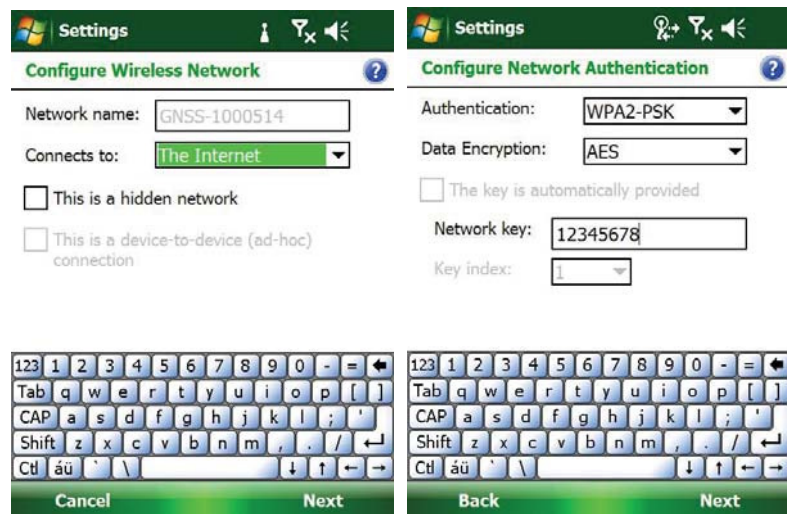 Settings
Configure Wireless Network
Network name: GNSS-1000514
Connects to: The Internet
This is a hidden network
This is a device-to-device (ad-hoc)
connection
123 1 2 3 4 5 6 7 8 9 0 - =
Tab q w e r t y u i o p [ ]
CAP a s d f g h j k l ; '
Shift z x c v b n m , . /
Ctl áü ` \
Cancel Next
Settings
Configure Network Authentication
Authentication: WPA2-PSK
Data Encryption: AES
The key is automatically provided
Network key: 12345678
Key index: 1
123 1 2 3 4 5 6 7 8 9 0 - =
Tab q w e r t y u i o p [ ]
CAP a s d f g h j k l ; '
Shift z x c v b n m , . /
Ctl áü ` \
Back Next